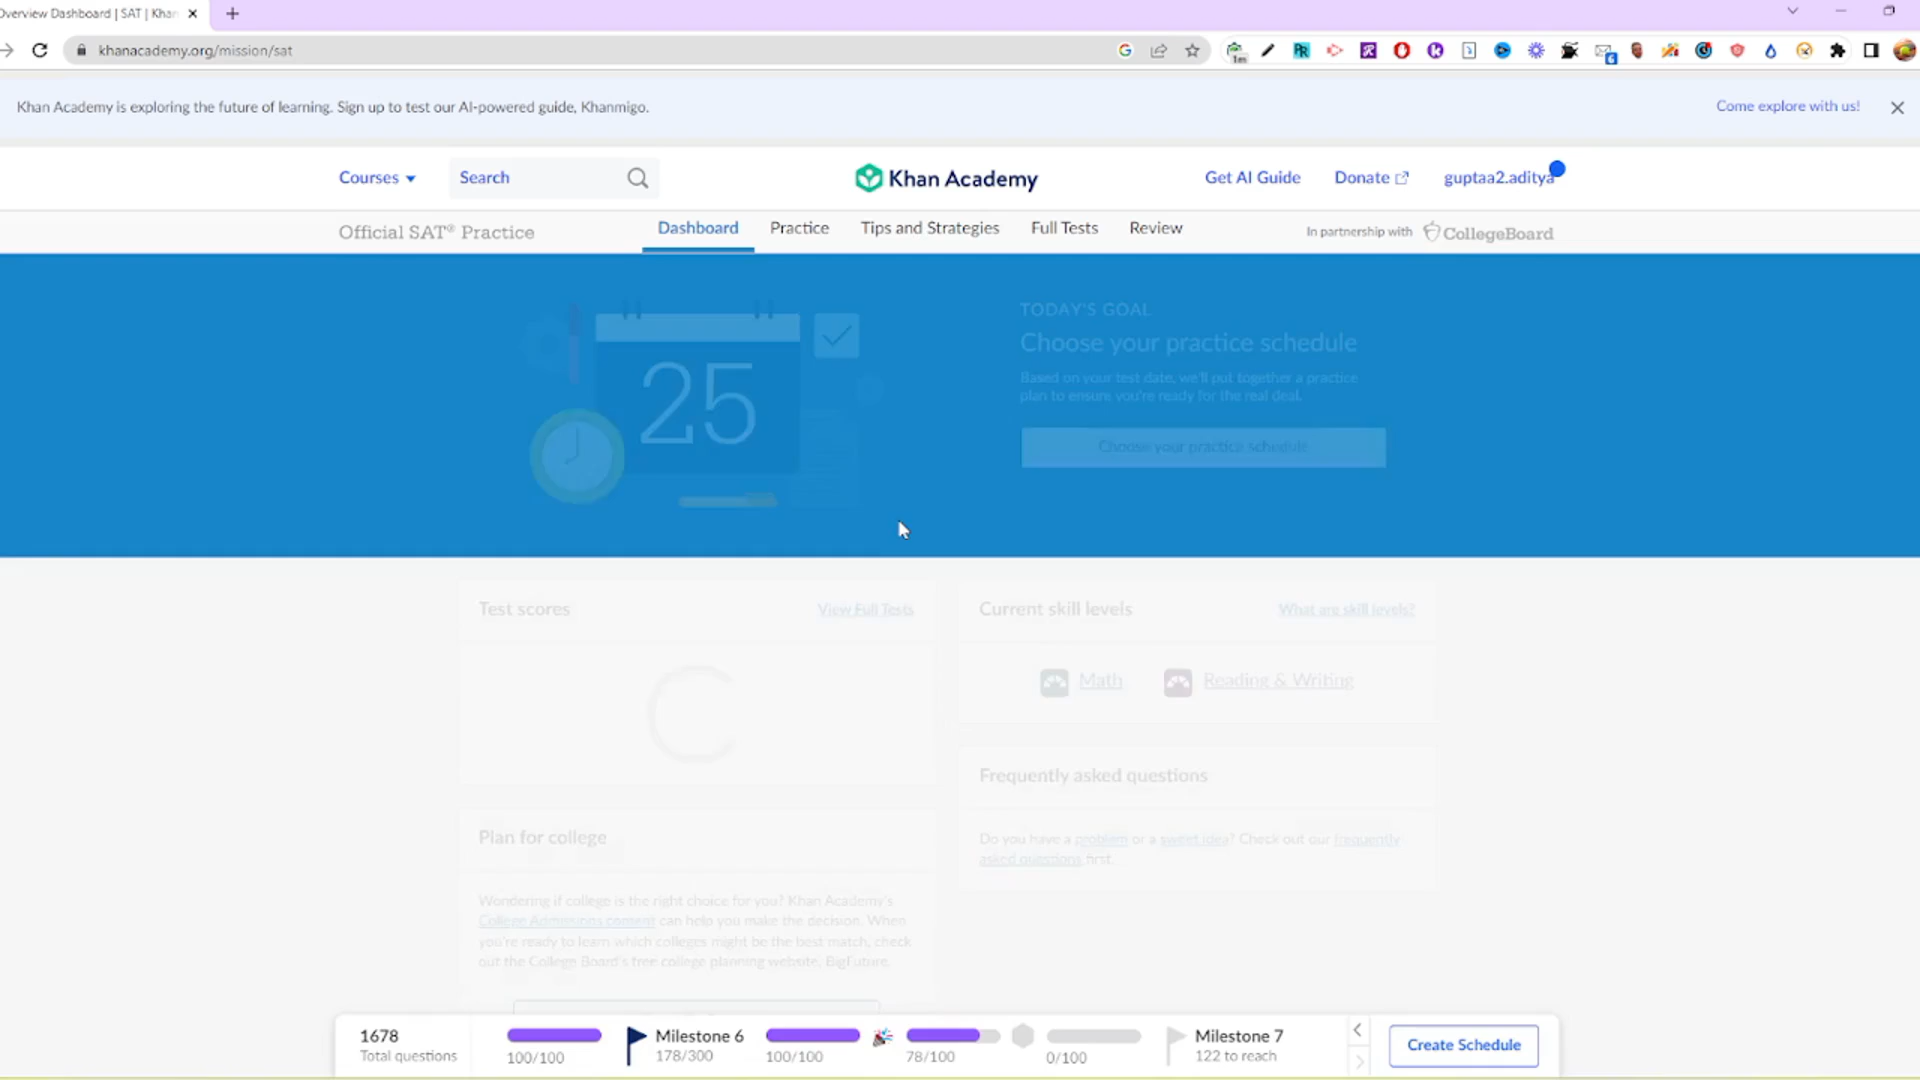 Overview Dashboard | SAT | Khan
khanacademy.org/mission/sat
1m
6
Khan Academy is exploring the future of learning. Sign up to test our AI-powered guide, Khanmigo.
Come explore with us!
Courses
Search
Khan Academy
Get AI Guide
Donate
guptaa2.aditya
Official SAT® Practice
Dashboard
Practice
Tips and Strategies
Full Tests
Review
In partnership with
CollegeBoard
25
TODAY'S GOAL
Choose your practice schedule
Based on your test date, we'll put together a practice
plan to ensure you're ready for the real deal.
Choose your practice schedule
Test scores
View Full Tests
Current skill levels
What are skill levels?
Math
Reading & Writing
Frequently asked questions
Do you have a problem or a sweet idea? Check out our frequently
asked questions first.
Plan for college
Wondering if college is the right choice for you? Khan Academy's
College Admissions content can help you make the decision. When
you're ready to learn which colleges might be the best match, check
out the College Board's free college planning website, BigFuture.
1678
Total questions
100/100
Milestone 6
178/300
100/100
78/100
0/100
Milestone 7
122 to reach
Create Schedule